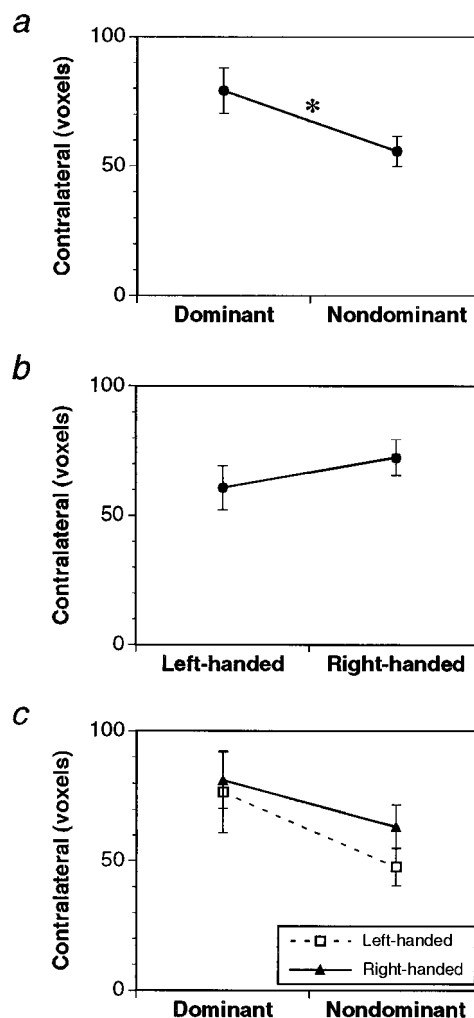 a
Contralateral (voxels)
100
50
0
*
Dominant Nondominant
b
Contralateral (voxels)
100
50
0
Left-handed Right-handed
c
Contralateral (voxels)
100
50
0
Left-handed
Right-handed
Dominant Nondominant